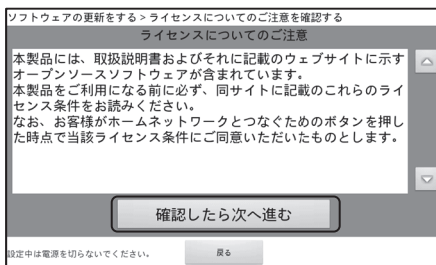 ソフトウェアの更新をする > ライセンスについてのご注意を確認する
ライセンスについてのご注意
本製品には、取扱説明書およびそれに記載のウェブサイトに示す
オープンソースソフトウェアが含まれています。
本製品をご利用になる前に必ず、同サイトに記載のこれらのライ
センス条件をお読みください。
なお、お客様がホームネットワークとつなぐためのボタンを押し
た時点で当該ライセンス条件にご同意いただいたものとします。
確認したら次へ進む
設定中は電源を切らないでください。
戻る